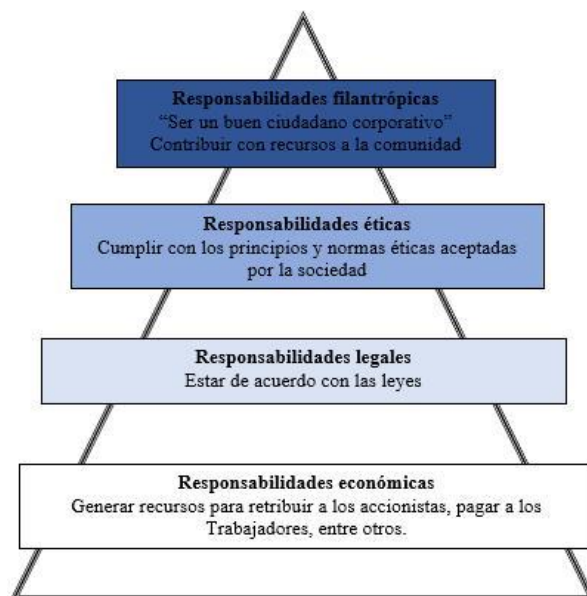 Responsabilidades filantrópicas
“Ser un buen ciudadano corporativo”
Contribuir con recursos a la comunidad
Responsabilidades éticas
Cumplir con los principios y normas éticas aceptadas
por la sociedad
Responsabilidades legales
Estar de acuerdo con las leyes
Responsabilidades económicas
Generar recursos para retribuir a los accionistas, pagar a los
Trabajadores, entre otros.